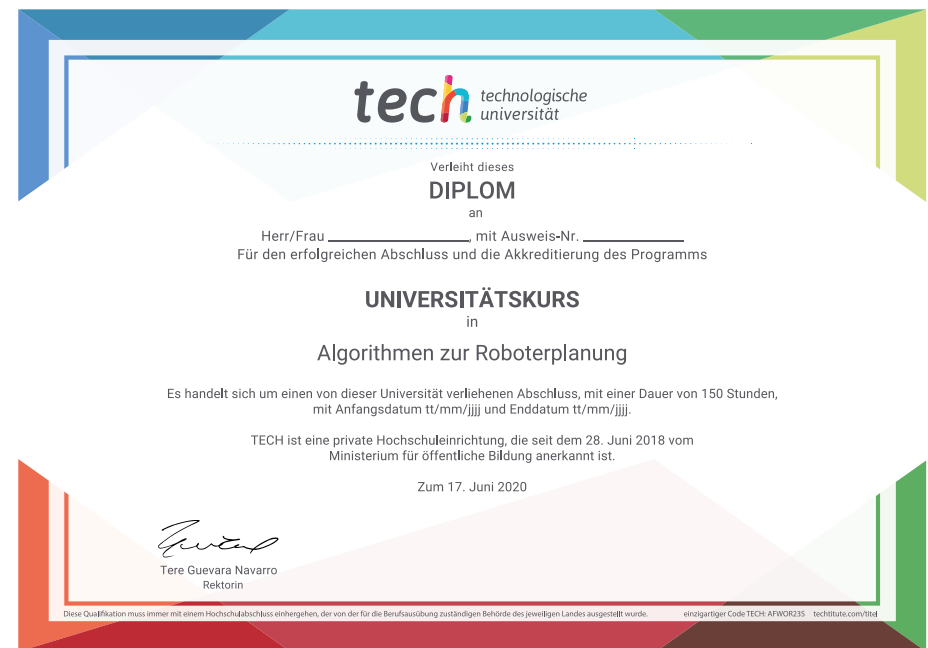 tech technologische
universität
Verleiht dieses
DIPLOM
an
Herr/Frau ____________, mit Ausweis-Nr. ____________
Für den erfolgreichen Abschluss und die Akkreditierung des Programms
UNIVERSITÄTSKURS
in
Algorithmen zur Roboterplanung
Es handelt sich um einen von dieser Universität verliehenen Abschluss, mit einer Dauer von 150 Stunden,
mit Anfangsdatum tt/mm/jjjj und Enddatum tt/mm/jjjj.
TECH ist eine private Hochschuleinrichtung, die seit dem 28. Juni 2018 vom
Ministerium für öffentliche Bildung anerkannt ist.
Zum 17. Juni 2020
Tere Guevara Navarro
Rektorin
Diese Qualifikation muss immer mit einem Hochschulabschluss einhergehen, der von der für die Berufsausübung zuständigen Behörde des jeweiligen Landes ausgestellt wurde. einzigartiger Code TECH: AFWOR235 techtitute.com/titel